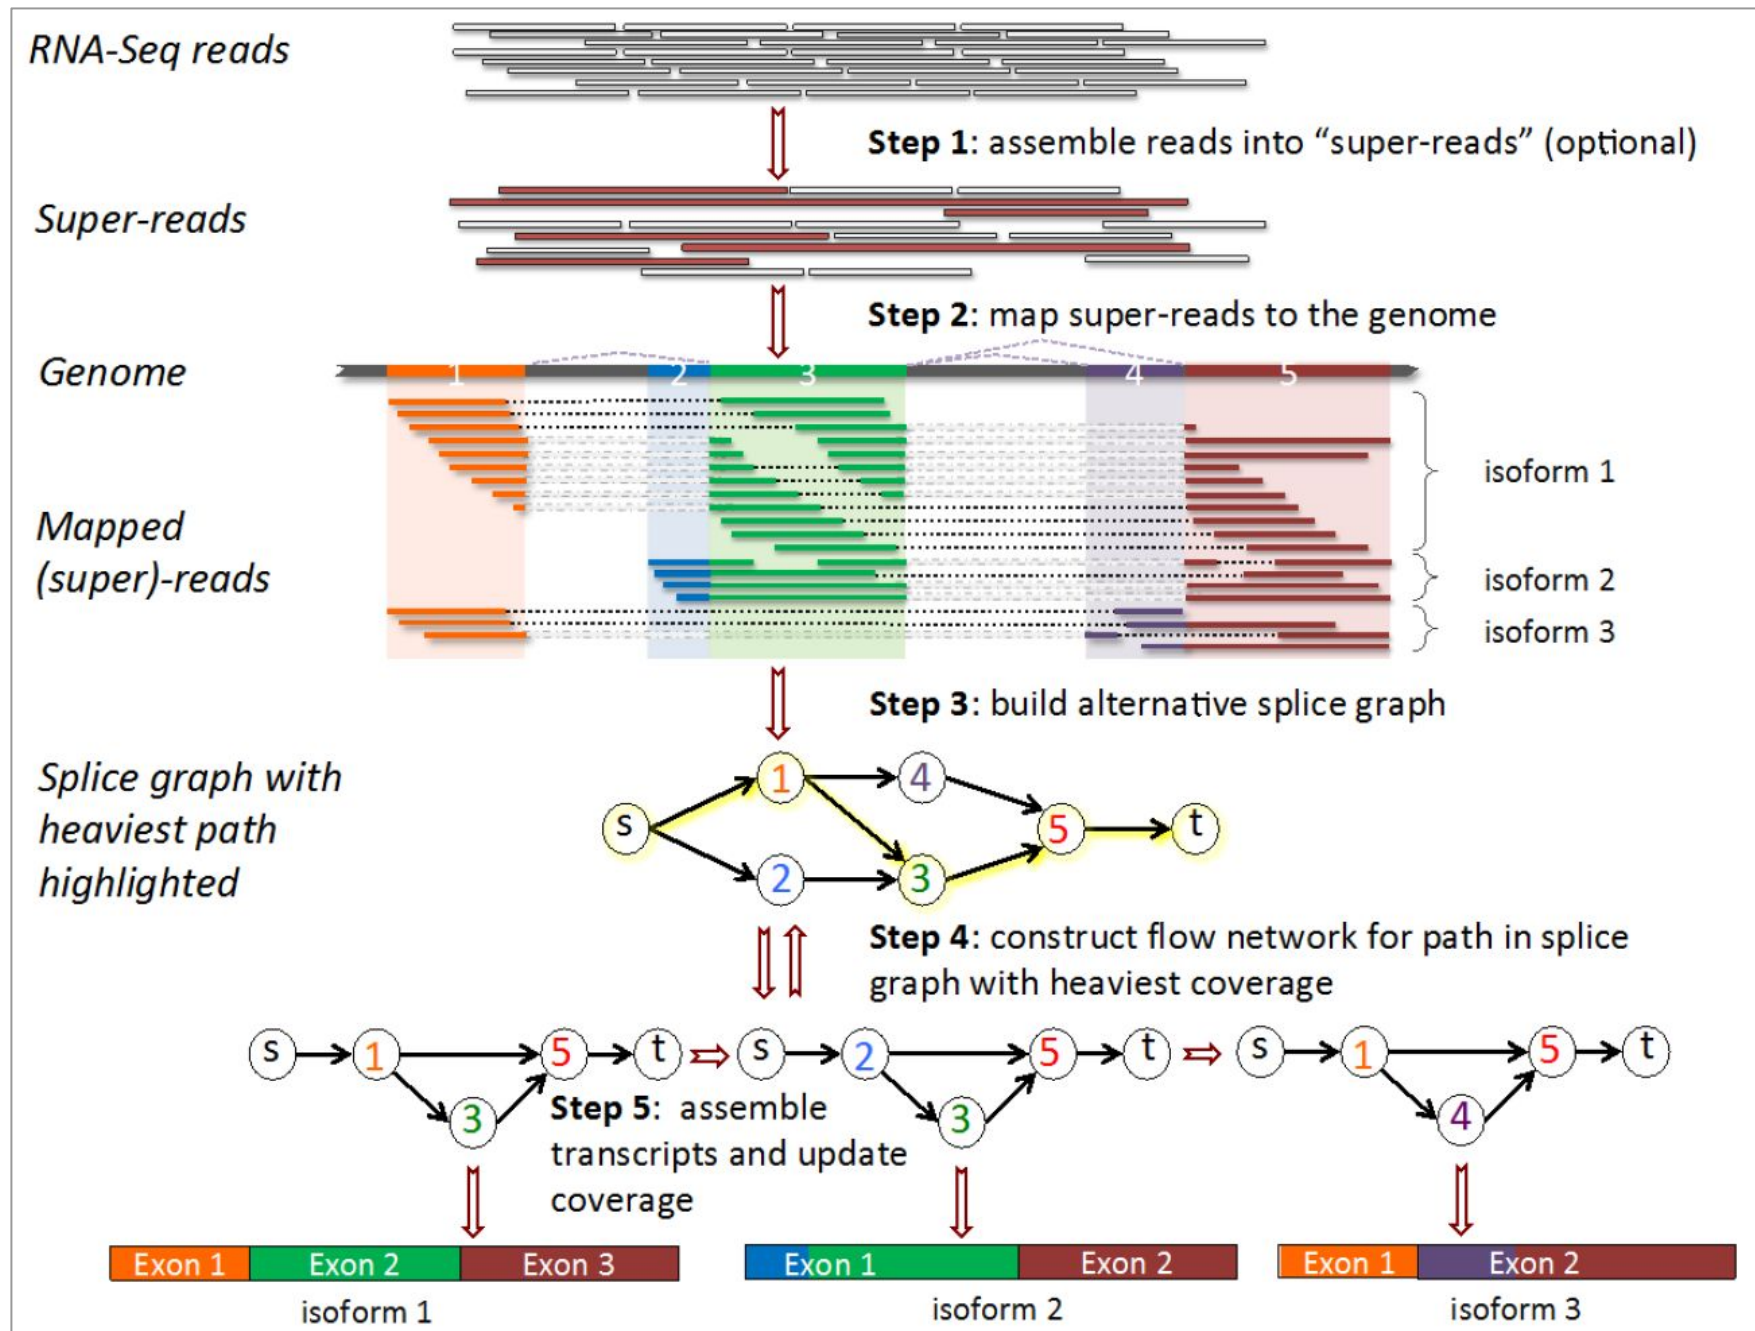 RNA-Seq reads
Step 1: assemble reads into “super-reads” (optional)
Super-reads
Step 2: map super-reads to the genome
Genome
1
2
3
4
5
isoform 1
Mapped
(super)-reads
isoform 2
isoform 3
Step 3: build alternative splice graph
Splice graph with
heaviest path
highlighted
s
1
4
2
3
5
t
Step 4: construct flow network for path in splice
graph with heaviest coverage
s
1
5
t
3
s
2
5
t
3
s
1
5
t
4
Step 5: assemble
transcripts and update
coverage
Exon 1
Exon 2
Exon 3
isoform 1
Exon 1
Exon 2
isoform 2
Exon 1
Exon 2
isoform 3